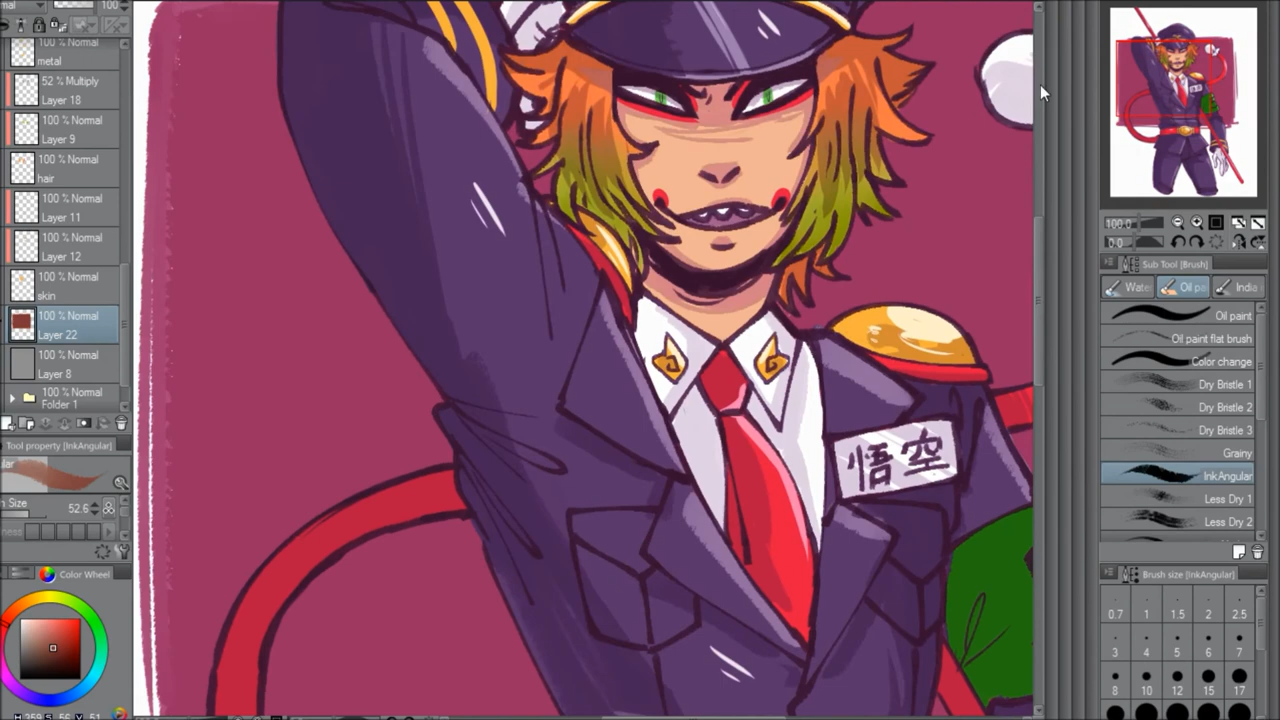 100
100 % Normal
metal
52 % Multiply
Layer 18
100 % Normal
Layer 9
100 % Normal
hair
100 % Normal
Layer 11
100 % Normal
Layer 12
100 % Normal
skin
100 % Normal
Layer 22
100 % Normal
Layer 8
100 % Normal
Folder 1
Tool property [InkAngular]
Size
52.6
Color Wheel
悟空
100.0
0.0
Sub Tool [Brush]
Oil paint
Oil paint flat brush
Color change
Dry Bristle 1
Dry Bristle 2
Dry Bristle 3
Grainy
InkAngular
Less Dry 1
Less Dry 2
Brush size [InkAngular]
0.7 1 1.5 2 2.5
3 4 5 6 7
8 10 12 15 17